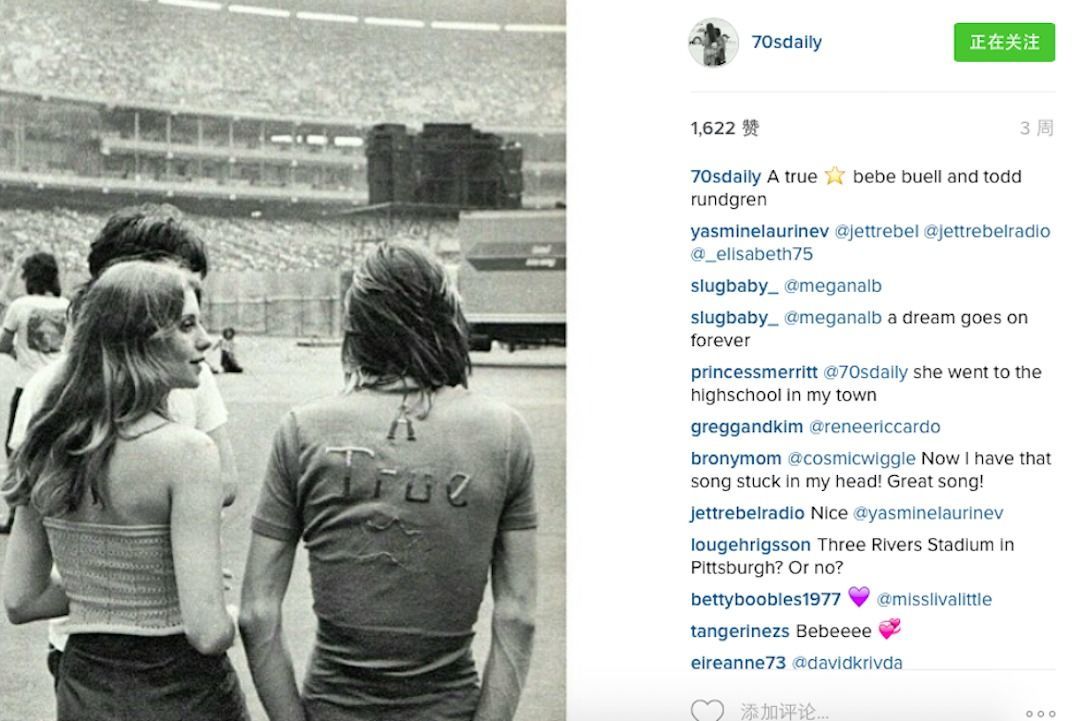 A
True
70sdaily
正在关注
1,622 赞
3 周
70sdaily A true ⭐ bebe buell and todd
rundgren
yasminelaurinev @jettrebel @jettrebelradio
@_elisabeth75
slugbaby_ @meganalb
slugbaby_ @meganalb a dream goes on
forever
princessmerritt @70sdaily she went to the
highschool in my town
greggandkim @reneericcardo
bronymom @cosmicwiggle Now I have that
song stuck in my head! Great song!
jettrebelradio Nice @yasminelaurinev
lougehrigsson Three Rivers Stadium in
Pittsburgh? Or no?
bettyboobles1977 💜 @misslivalittle
tangerinezs Bebeeee 💞
eireanne73 @davidkrivda
添加评论...